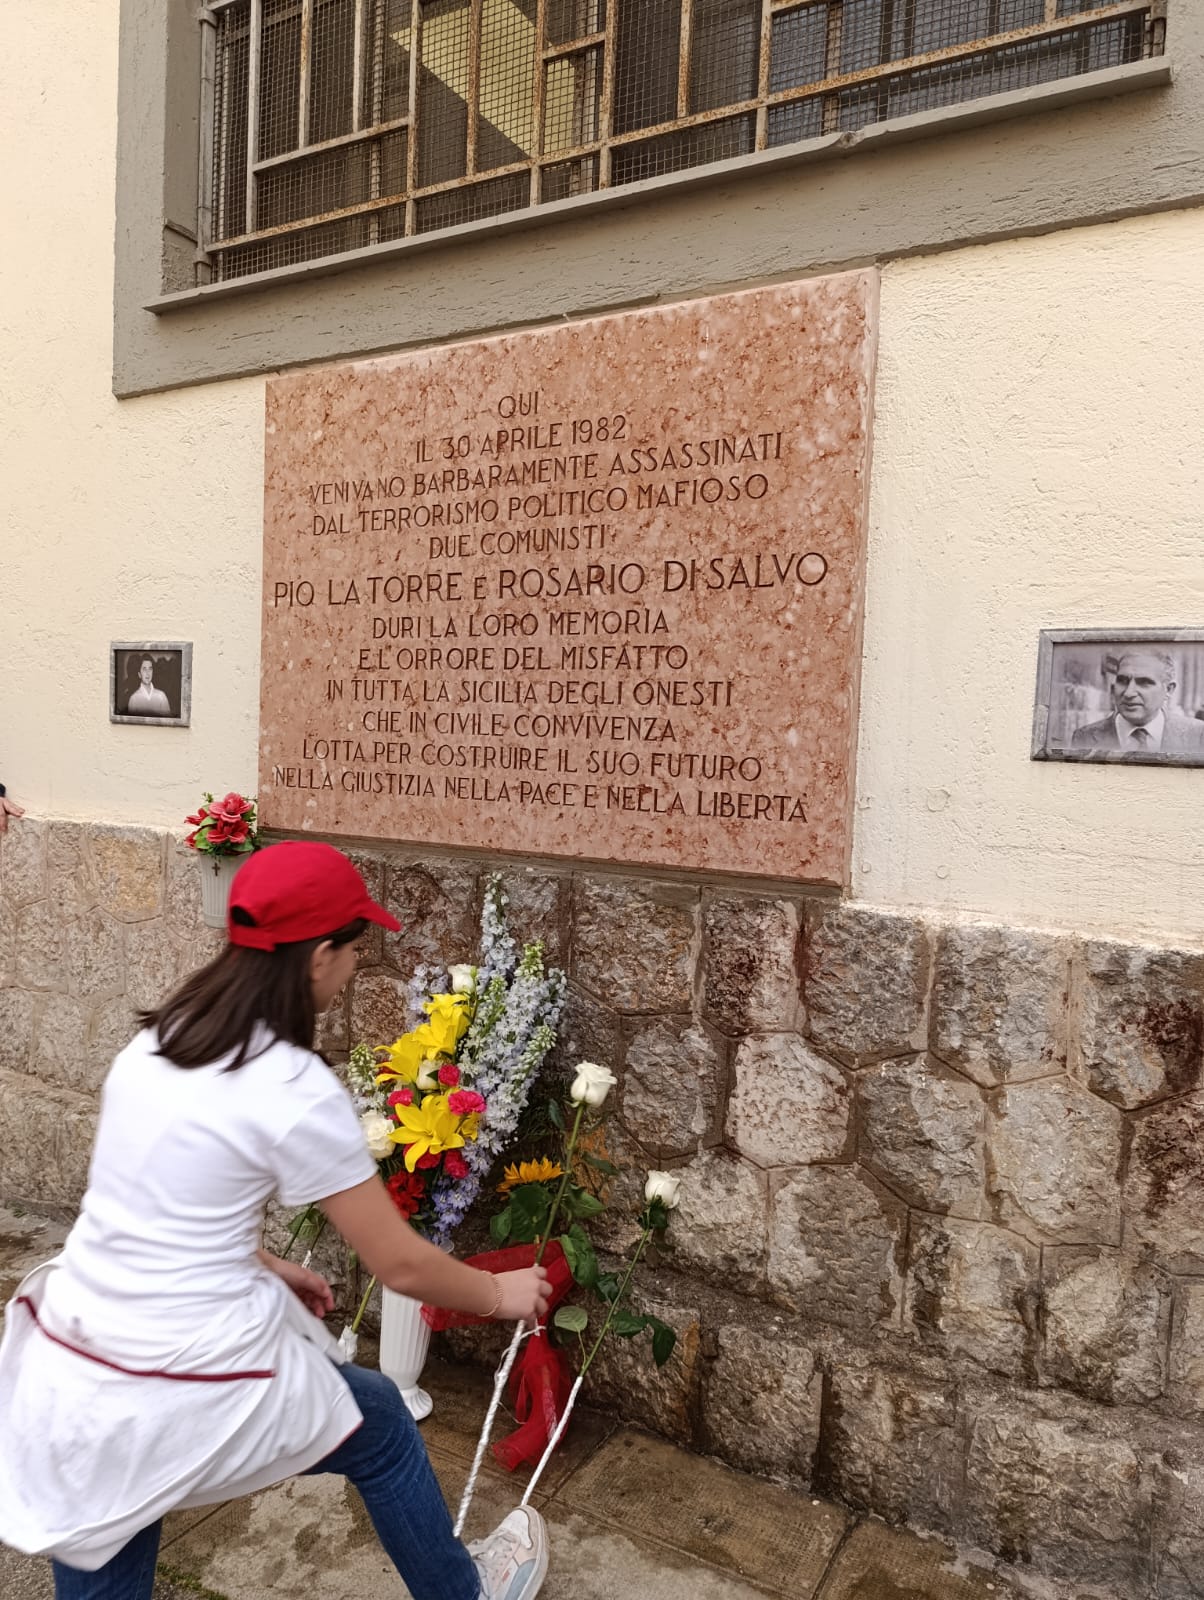 QUI
IL 30 APRILE 1982
VENIVANO BARBARAMENTE ASSASSINATI
DAL TERRORISMO POLITICO MAFIOSO
DUE COMUNISTI
PIO LA TORRE E ROSARIO DI SALVO
DURI LA LORO MEMORIA
E L'ORRORE DEL MISFATTO
IN TUTTA LA SICILIA DEGLI ONESTI
CHE IN CIVILE CONVIVENZA
LOTTA PER COSTRUIRE IL SUO FUTURO
NELLA GIUSTIZIA NELLA PACE E NELLA LIBERTÀ